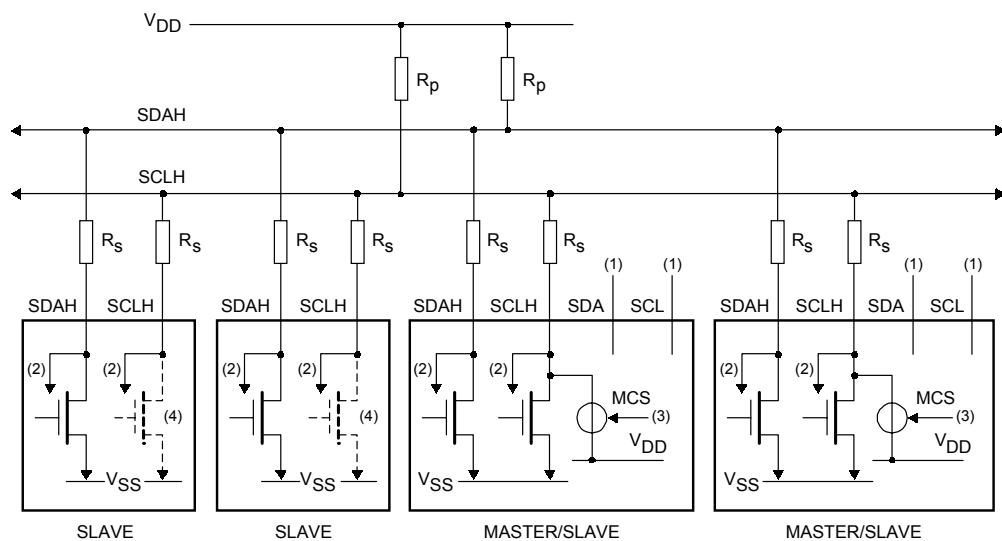 VDD
Rp Rp
SDAH
SCLH
Rs Rs Rs Rs Rs Rs Rs Rs
(1) (1) (1) (1)
SDAH SCLH SDAH SCLH SDAH SCLH SDA SCL SDAH SCLH SDA SCL
(2) (2) (2) (2) (2) (2) (2) (2)
MCS MCS
(4) (4) (3) (3)
VDD VDD
VSS VSS VSS VSS
SLAVE SLAVE MASTER/SLAVE MASTER/SLAVE